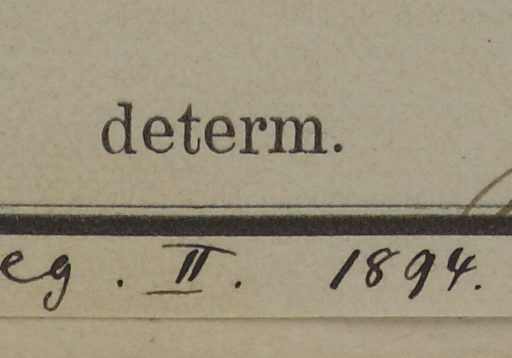 determ.
eg. II. 1894.